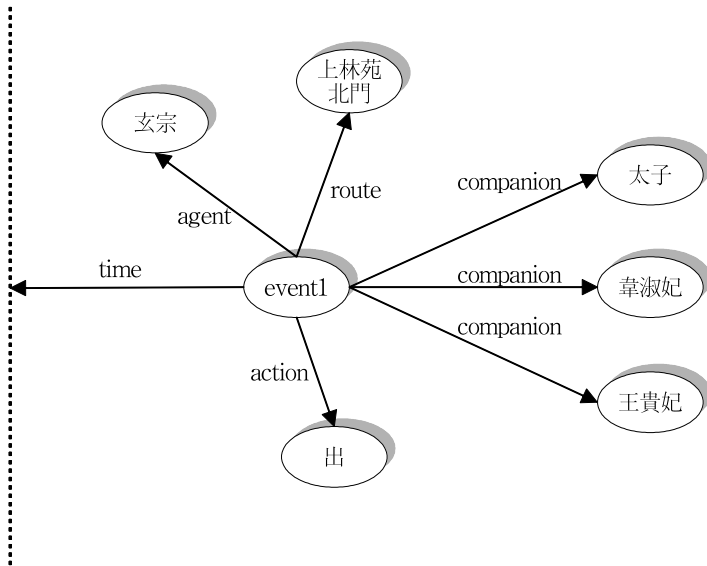 上林苑
北門
玄宗
太子
companion
route
agent
time
event1
companion
韋淑妃
companion
action
王貴妃
出